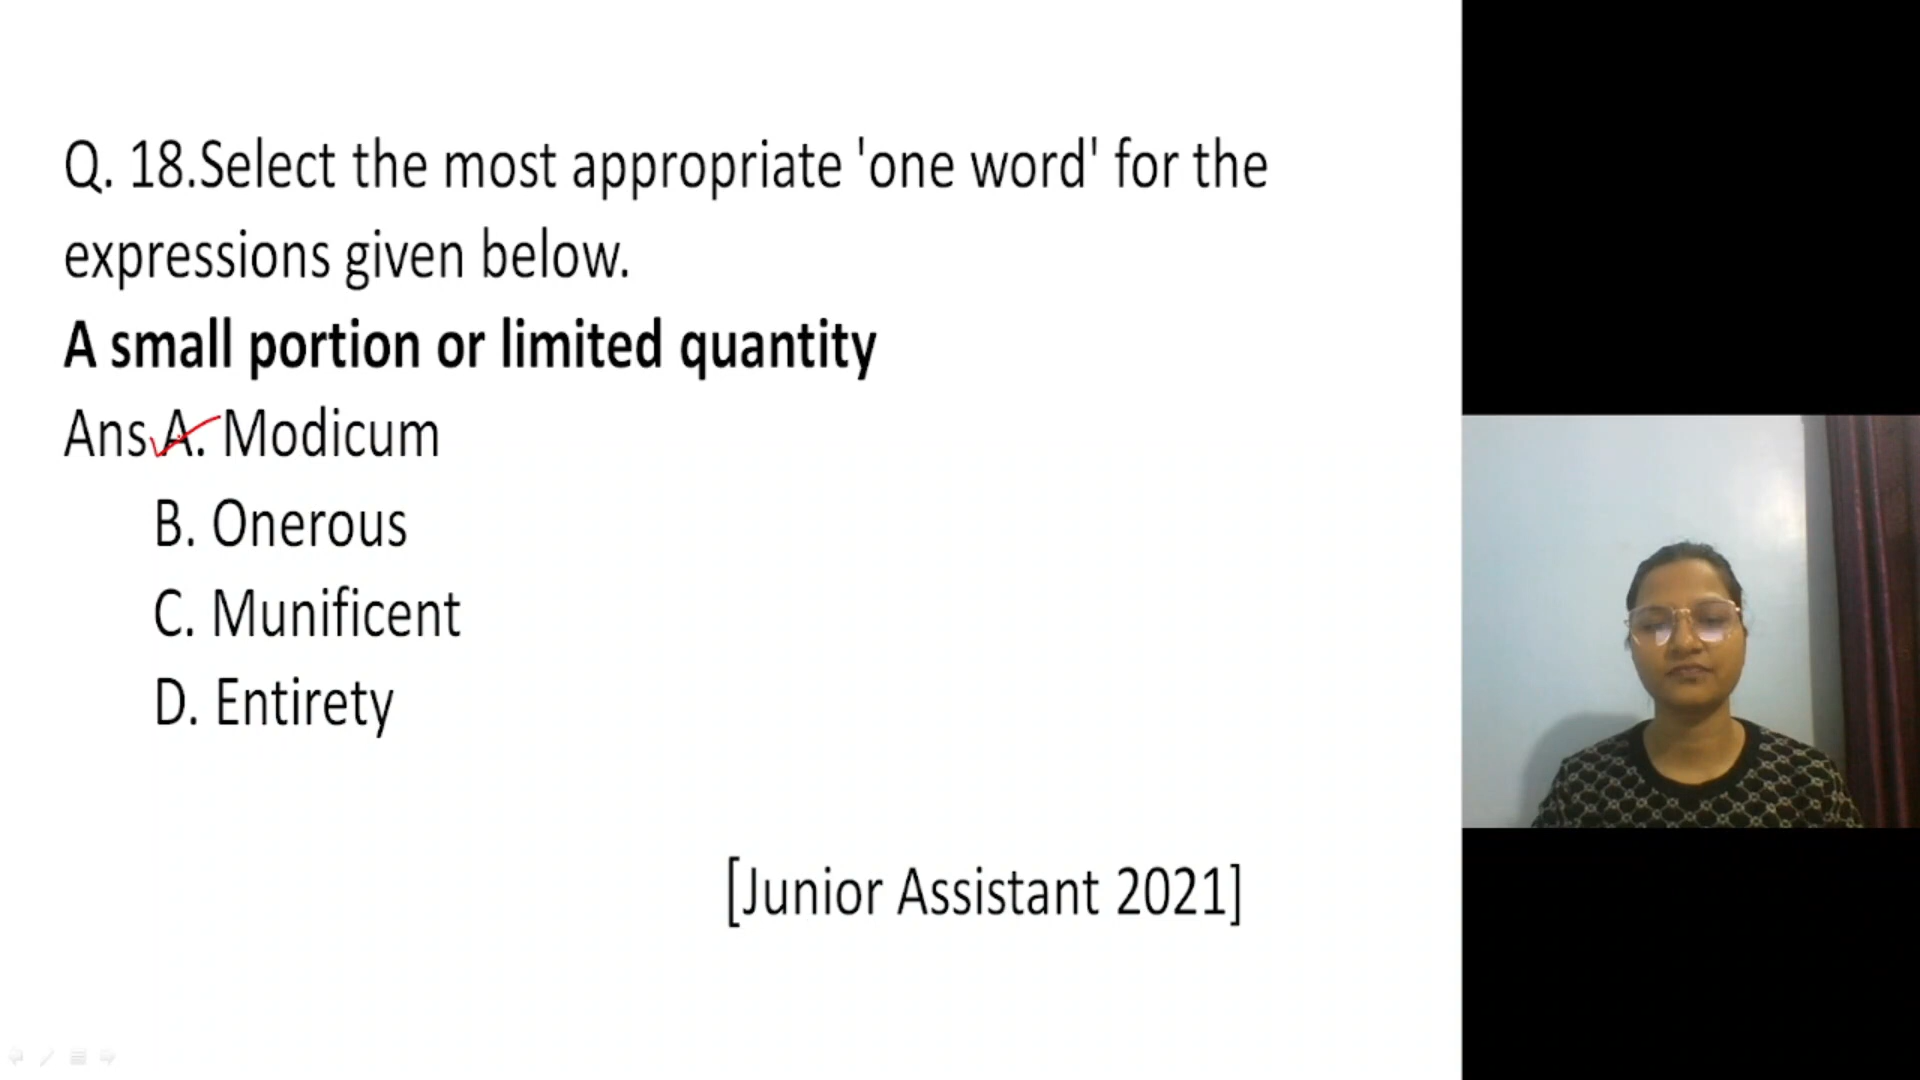 Q. 18.Select the most appropriate 'one word' for the
expressions given below.
A small portion or limited quantity
Ans A. Modicum
B. Onerous
C. Munificent
D. Entirety
[Junior Assistant 2021]